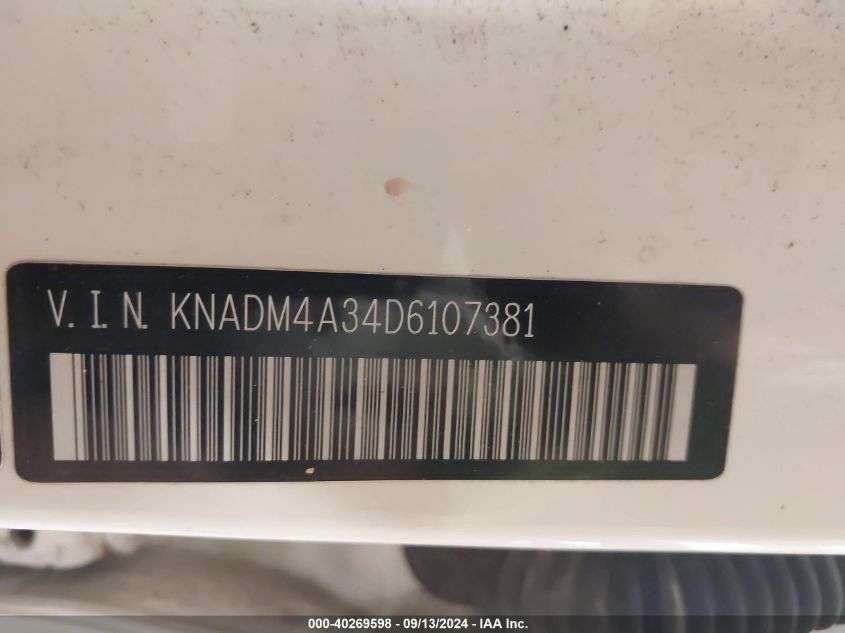 V. I. N. KNADM4A34D6107381
000-40269598 - 09/13/2024 - IAA Inc.